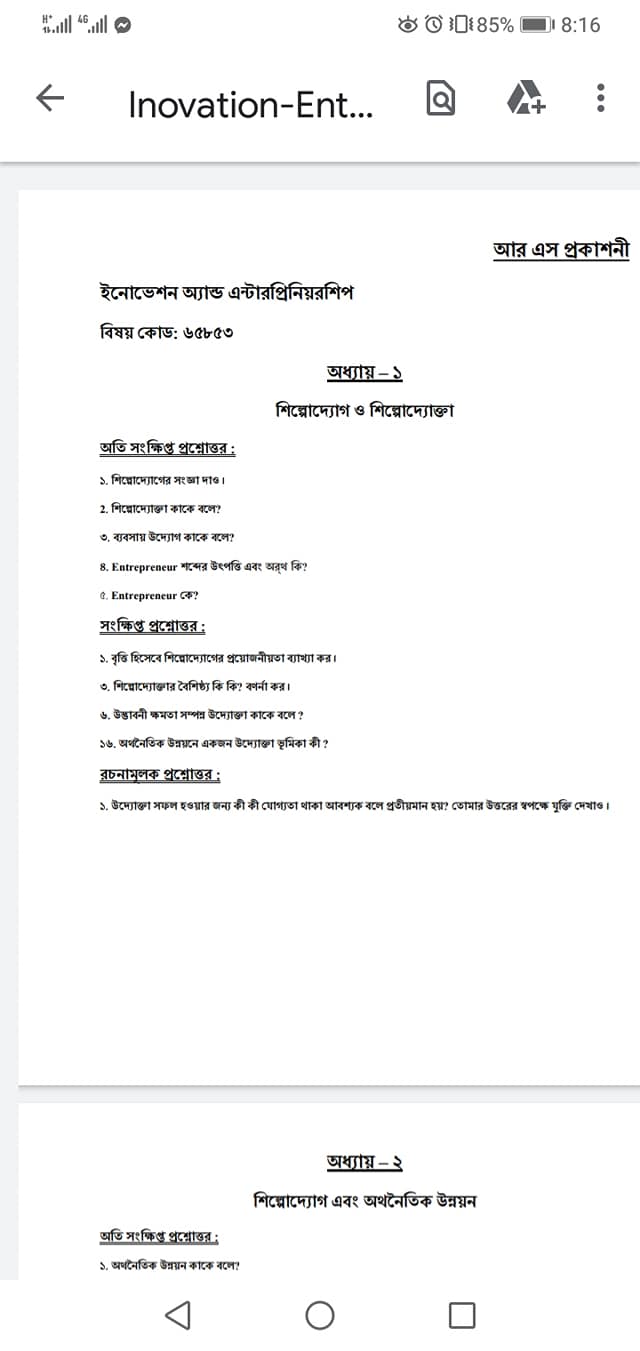 H+ 4G 85% 8:16
Inovation-Ent...
আর এস প্রকাশনী
ইনোভেশন অ্যান্ড এন্টারপ্রিনিয়রশিপ
বিষয় কোড: ৬৫৮৫৩
অধ্যায় – ১
শিল্পোদ্যোগ ও শিল্পোদ্যোক্তা
অতি সংক্ষিপ্ত প্রশ্নোত্তর :
১. শিল্পোদ্যোগের সংজ্ঞা দাও।
2. শিল্পোদ্যোক্তা কাকে বলে?
৩. ব্যবসায় উদ্যোগ কাকে বলে?
8. Entrepreneur শব্দের উৎপত্তি এবং অর্থ কি?
৫. Entrepreneur কে?
সংক্ষিপ্ত প্রশ্নোত্তর :
১. বৃত্তি হিসেবে শিল্পোদ্যোগের প্রয়োজনীয়তা ব্যাখ্যা কর।
৩. শিল্পোদ্যোক্তার বৈশিষ্ঠ্য কি কি? বর্ণনা কর।
৬. উদ্ভাবনী ক্ষমতা সম্পন্ন উদ্যোক্তা কাকে বলে ?
১৬. অর্থনৈতিক উন্নয়নে একজন উদ্যোক্তা ভূমিকা কী ?
রচনামূলক প্রশ্নোত্তর :
১. উদ্যোক্তা সফল হওয়ার জন্য কী কী যোগ্যতা থাকা আবশ্যক বলে প্রতীয়মান হয়? তোমার উত্তরের স্বপক্ষে যুক্তি দেখাও।
অধ্যায় – ২
শিল্পোদ্যোগ এবং অর্থনৈতিক উন্নয়ন
অতি সংক্ষিপ্ত প্রশ্নোত্তর :
১. অর্থনৈতিক উন্নয়ন কাকে বলে?